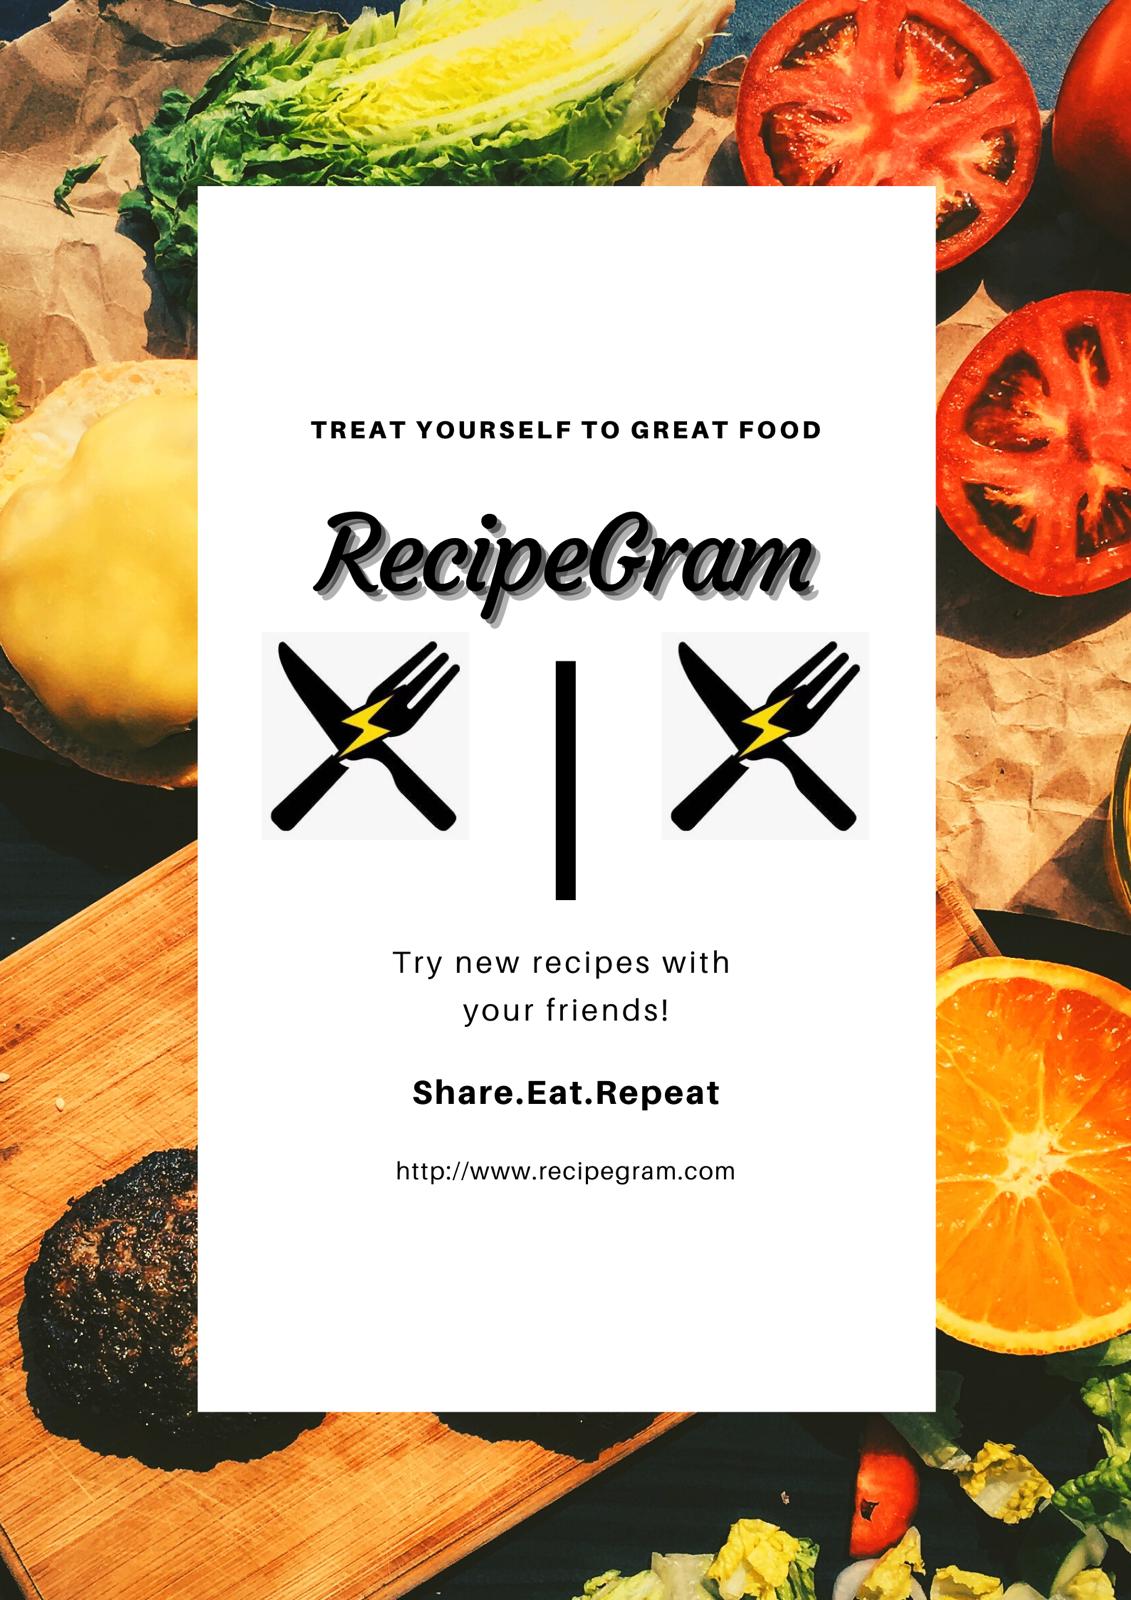 TREAT YOURSELF TO GREAT FOOD
RecipeGram
Try new recipes with
your friends!
Share.Eat.Repeat
http://www.recipegram.com